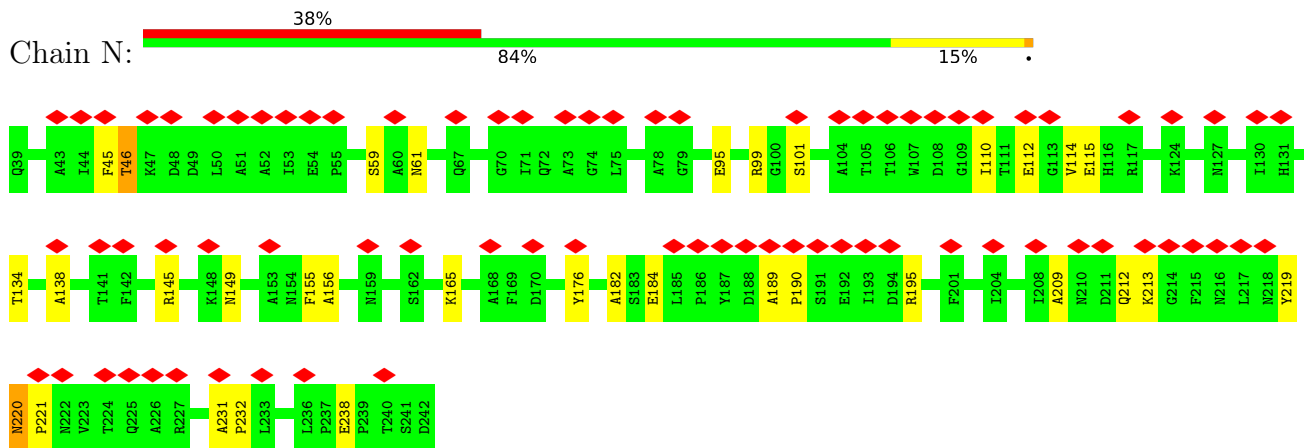 38%
Chain N:
84% 15% .
Q39 A43 I44 F45 T46 K47 D48 D49 L50 A51 A52 I53 E54 P55 S59 A60 N61 Q67 G70 I71 Q72 A73 G74 L75 A78 G79 E95 R99 G100 S101 A104 T105 T106 W107 D108 G109 I110 T111 E112 G113 V114 E115 H116 R117 K124 N127 I130 H131
T134 A138 T141 F142 R145 K148 N149 A153 N154 F155 A156 N159 S162 K165 A168 F169 D170 Y176 A182 S183 E184 L185 P186 Y187 D188 A189 P190 S191 E192 I193 D194 R195 F201 I204 I208 A209 N210 D211 Q212 K213 G214 F215 N216 L217 N218 Y219
N220 P221 N222 V223 T224 Q225 A226 R227 A231 P232 L233 L236 P237 E238 P239 T240 S241 D242